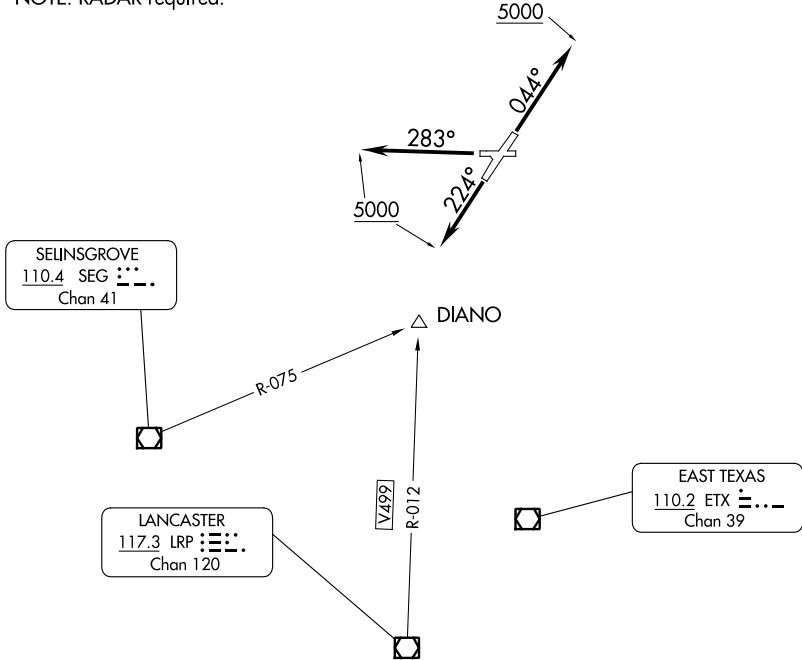 NOTE: RADAR required.
5000
044°
283°
224°
5000
SELINSGROVE
110.4 SEG
Chan 41
DIANO
R-075
V499
R-012
EAST TEXAS
110.2 ETX
Chan 39
LANCASTER
117.3 LRP
Chan 120